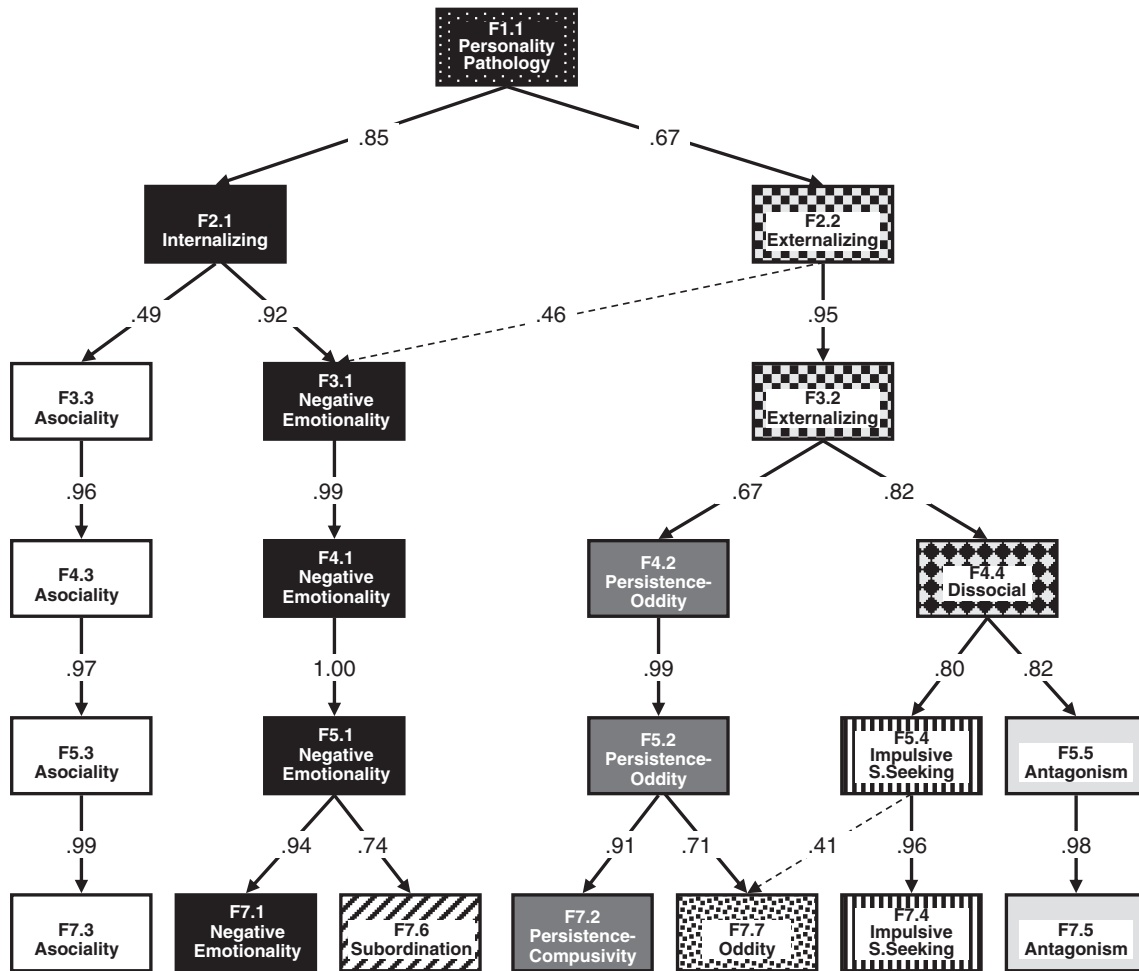 F1.1
Personality
Pathology
.85
.67
F2.1
Internalizing
F2.2
Externalizing
.49
.92
.46
.95
F3.3
Asociality
F3.1
Negative
Emotionality
F3.2
Externalizing
.96
.99
.67
.82
F4.3
Asociality
F4.1
Negative
Emotionality
F4.2
Persistence-
Oddity
F4.4
Dissocial
.97
1.00
.99
.80
.82
F5.3
Asociality
F5.1
Negative
Emotionality
F5.2
Persistence-
Oddity
F5.4
Impulsive
S.Seeking
F5.5
Antagonism
.99
.94
.74
.91
.71
.41
.96
.98
F7.3
Asociality
F7.1
Negative
Emotionality
F7.6
Subordination
F7.2
Persistence-
Compusivity
F7.7
Oddity
F7.4
Impulsive
S.Seeking
F7.5
Antagonism